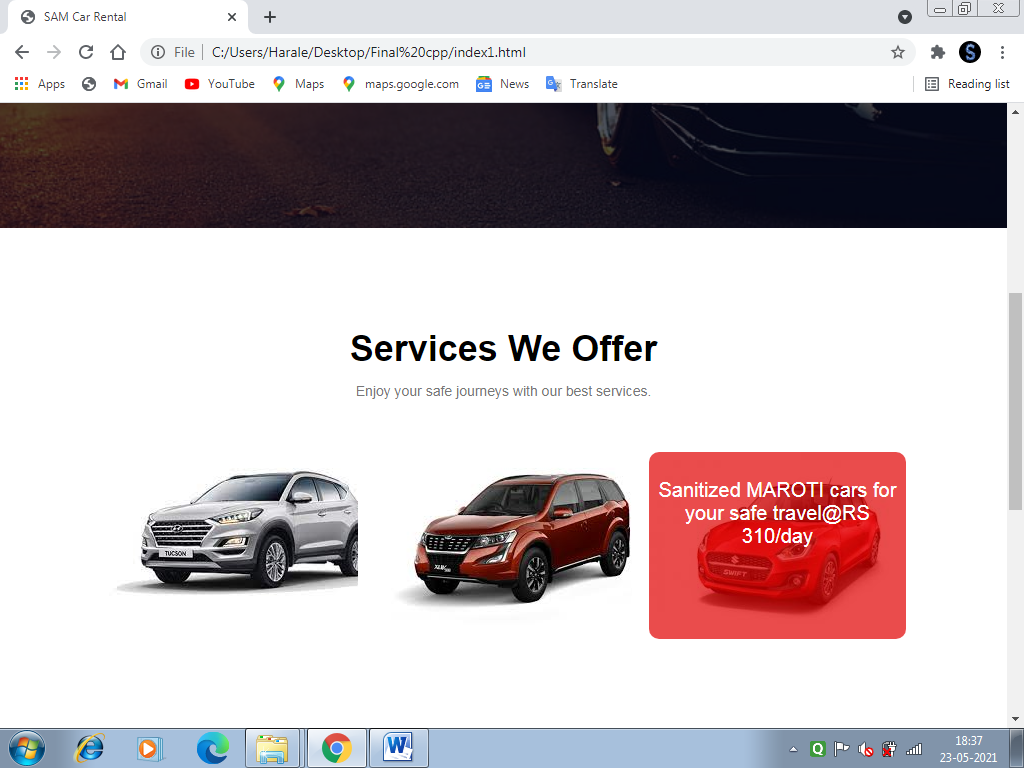 SAM Car Rental
File C:/Users/Harale/Desktop/Final%20cpp/index1.html
S
Apps Gmail YouTube Maps maps.google.com News Translate Reading list
Services We Offer
Enjoy your safe journeys with our best services.
Sanitized MAROTI cars for
your safe travel@RS
310/day
TUCSON
SWIFT
18:37
23-05-2021